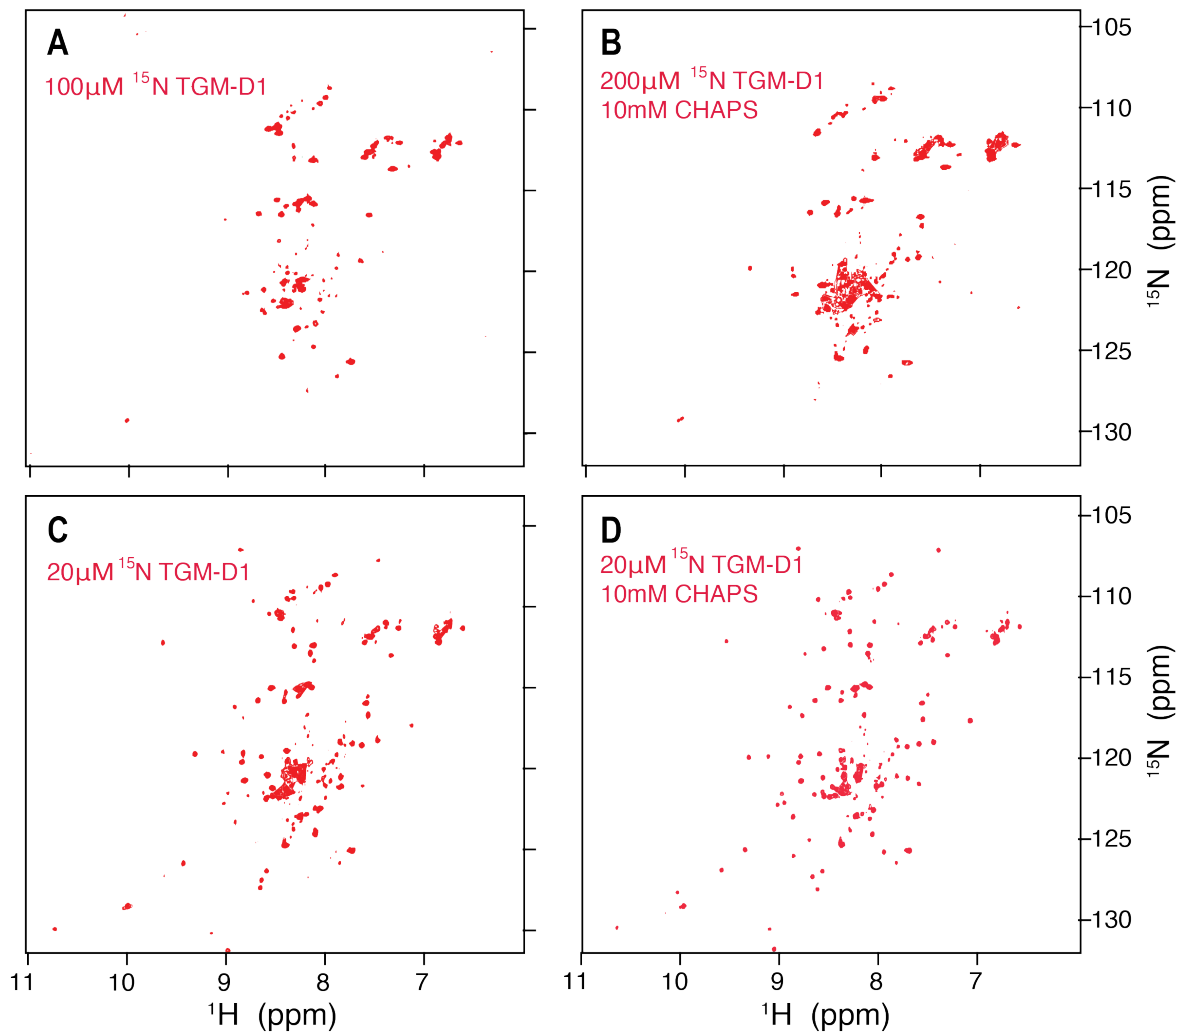 A
100µM ¹⁵N TGM-D1
B
200µM ¹⁵N TGM-D1
10mM CHAPS
105
110
115
120
125
130
¹⁵N (ppm)
C
20µM ¹⁵N TGM-D1
D
20µM ¹⁵N TGM-D1
10mM CHAPS
105
110
115
120
125
130
¹⁵N (ppm)
11 10 9 8 7
¹H (ppm)
11 10 9 8 7
¹H (ppm)